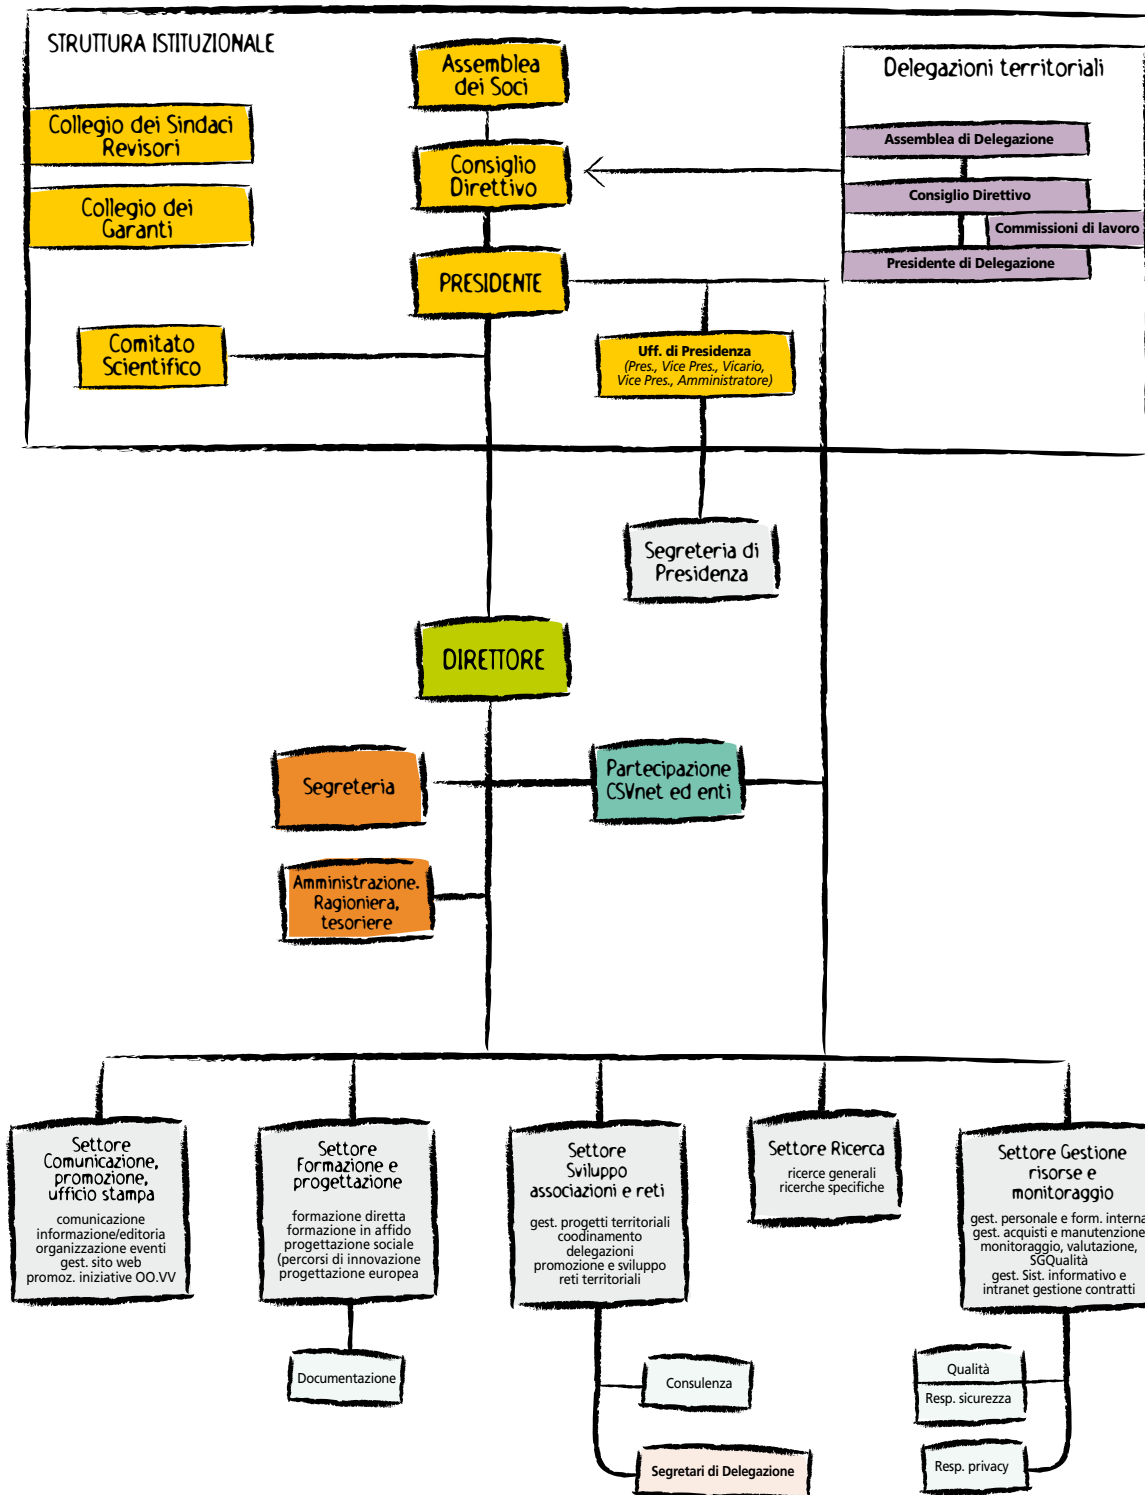 STRUTTURA ISTITUZIONALE
Assemblea
dei Soci
Delegazioni territoriali
Collegio dei Sindaci
Revisori
Assemblea di Delegazione
Consiglio
Direttivo
Consiglio Direttivo
Collegio dei
Garanti
Commissioni di lavoro
Presidente di Delegazione
PRESIDENTE
Comitato
Scientifico
Uff. di Presidenza
(Pres., Vice Pres., Vicario,
Vice Pres., Amministratore)
Segreteria di
Presidenza
DIRETTORE
Segreteria
Partecipazione
CSVnet ed enti
Amministrazione.
Ragioniera,
tesoriere
Settore
Comunicazione,
promozione,
ufficio stampa
comunicazione
informazione/editoria
organizzazione eventi
gest. sito web
promoz. iniziative OO.VV
Settore
Formazione e
progettazione
formazione diretta
formazione in affido
progettazione sociale
(percorsi di innovazione
progettazione europea
Settore
Sviluppo
associazioni e reti
gest. progetti territoriali
coodinamento
delegazioni
promozione e sviluppo
reti territoriali
Settore Ricerca
ricerce generali
ricerche specifiche
Settore Gestione
risorse e
monitoraggio
gest. personale e form. interna
gest. acquisti e manutenzione
monitoraggio, valutazione,
SGQualità
gest. Sist. informativo e
intranet gestione contratti
Documentazione
Consulenza
Segretari di Delegazione
Qualità
Resp. sicurezza
Resp. privacy